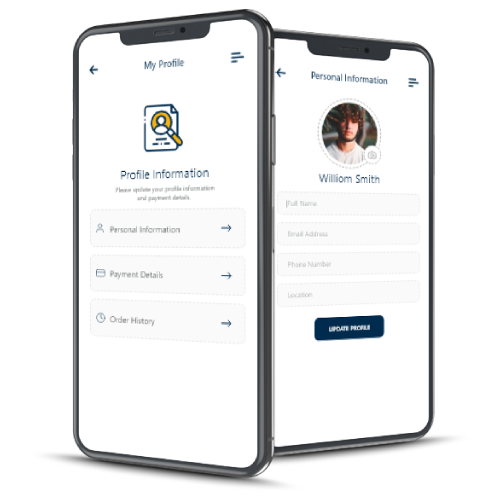 My Profile
Profile Information
Please update your profile information
and payment details.
Personal Information
Payment Details
Order History
Personal Information
Williom Smith
Full Name
Email Address
Phone Number
Location
UPDATE PROFILE